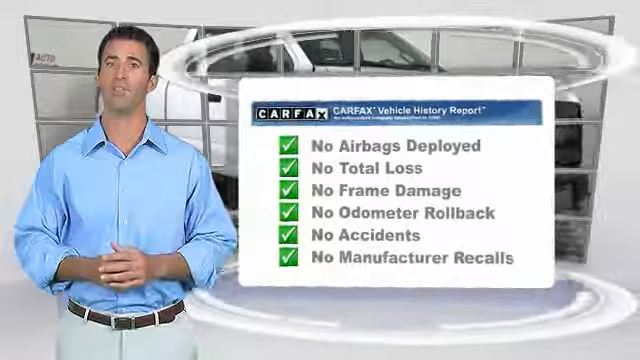 AUTO
CARFAX CARFAX Vehicle History Report™
No Airbags Deployed
No Total Loss
No Frame Damage
No Odometer Rollback
No Accidents
No Manufacturer Recalls